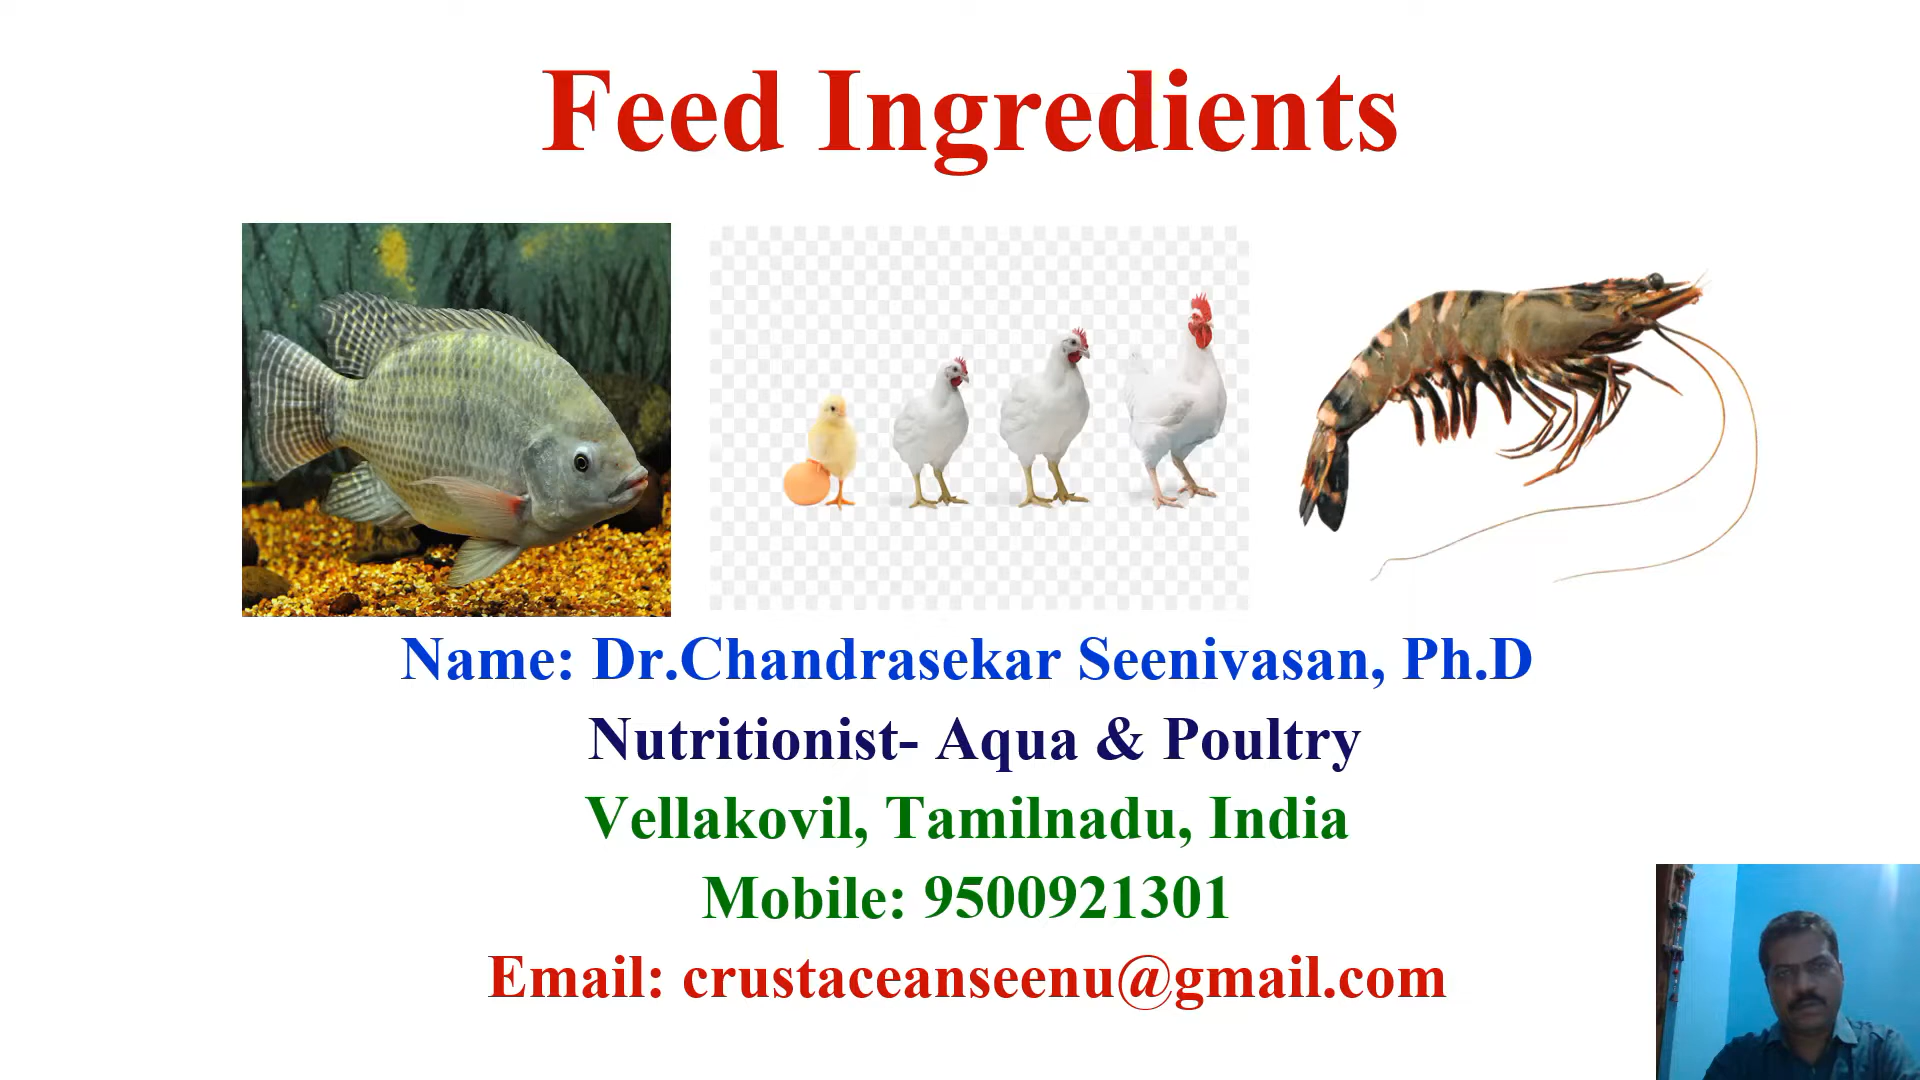 Feed Ingredients
Name: Dr.Chandrasekar Seenivasan, Ph.D
Nutritionist- Aqua & Poultry
Vellakovil, Tamilnadu, India
Mobile: 9500921301
Email: crustaceanseenu@gmail.com